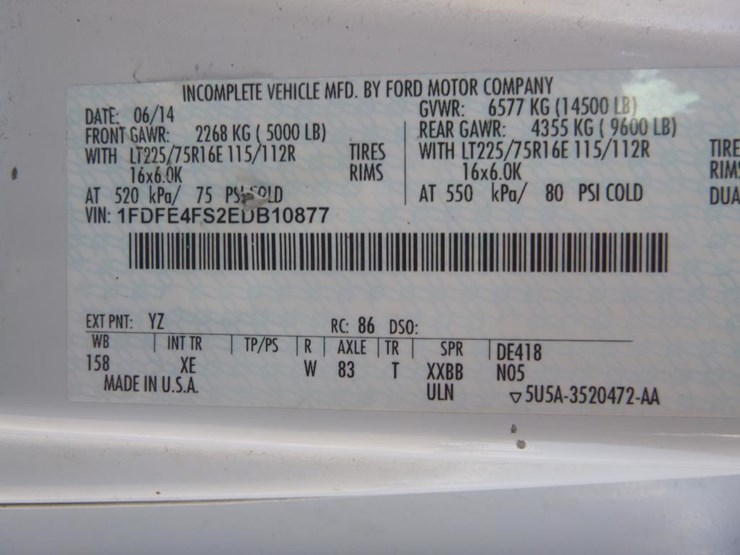 INCOMPLETE VEHICLE MFD. BY FORD MOTOR COMPANY
DATE: 06/14 GVWR: 6577 KG (14500 LB)
FRONT GAWR: 2268 KG ( 5000 LB) REAR GAWR: 4355 KG ( 9600 LB)
WITH LT225/75R16E 115/112R TIRES WITH LT225/75R16E 115/112R TIRE
16x6.0K RIMS 16x6.0K RIMS
AT 520 kPa/ 75 PSI COLD AT 550 kPa/ 80 PSI COLD DUA
VIN: 1FDFE4FS2EDB10877
EXT PNT: YZ RC: 86 DSO:
WB INT TR TP/PS R AXLE TR SPR DE418
158 XE W 83 T XXBB N05
MADE IN U.S.A. ULN ▽5U5A-3520472-AA